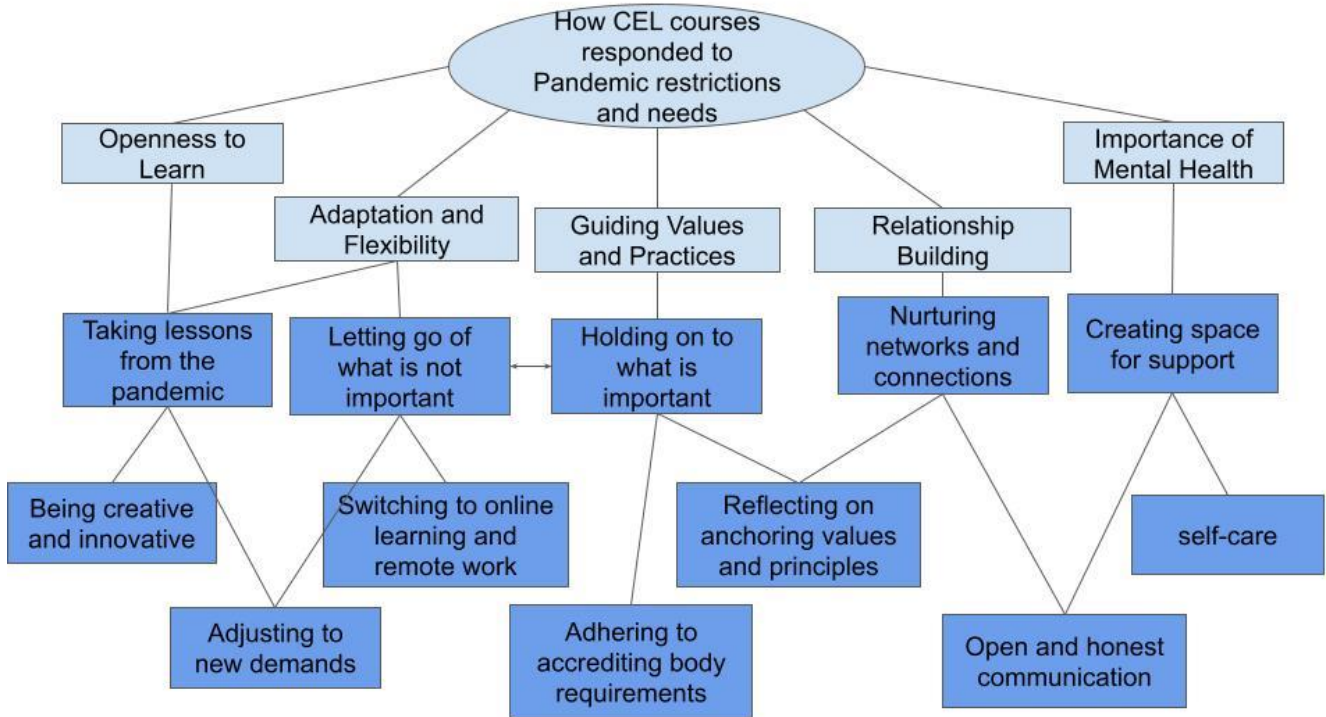 How CEL courses
responded to
Pandemic restrictions
and needs
Openness to
Learn
Importance of
Mental Health
Adaptation and
Flexibility
Guiding Values
and Practices
Relationship
Building
Taking lessons
from the
pandemic
Letting go of
what is not
important
Holding on to
what is
important
Nurturing
networks and
connections
Creating space
for support
Being creative
and innovative
Switching to online
learning and
remote work
Reflecting on
anchoring values
and principles
self-care
Adjusting to
new demands
Adhering to
accrediting body
requirements
Open and honest
communication